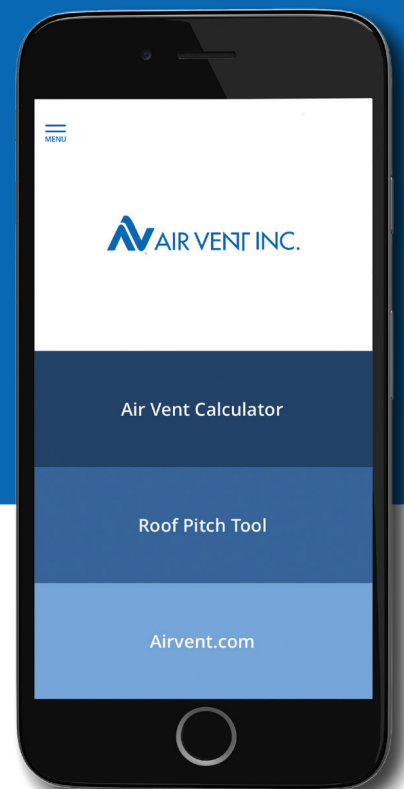 MENU
AIR VENT INC.
Air Vent Calculator
Roof Pitch Tool
Airvent.com